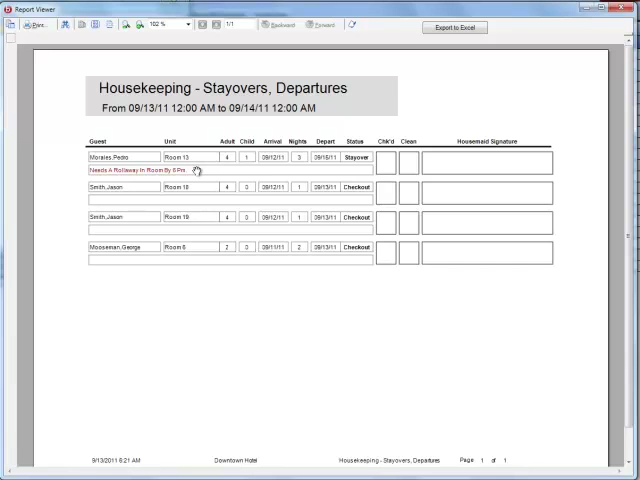 Report Viewer
Print... 102 % 1/1 Backward Forward Export to Excel
Housekeeping - Stayovers, Departures
From 09/13/11 12:00 AM to 09/14/11 12:00 AM
Guest Unit Adult Child Arrival Nights Depart Status Chk'd Clean Housemaid Signature
Morales,Pedro Room 13 4 1 09/12/11 3 09/15/11 Stayover
Needs A Rollaway In Room By 6 Pm.
Smith,Jason Room 18 4 0 09/12/11 1 09/13/11 Checkout
Smith,Jason Room 19 4 0 09/12/11 1 09/13/11 Checkout
Mooseman,George Room 6 2 0 09/11/11 2 09/13/11 Checkout
9/13/2011 6:21 AM Downtown Hotel Housekeeping - Stayovers, Departures Page 1 of 1